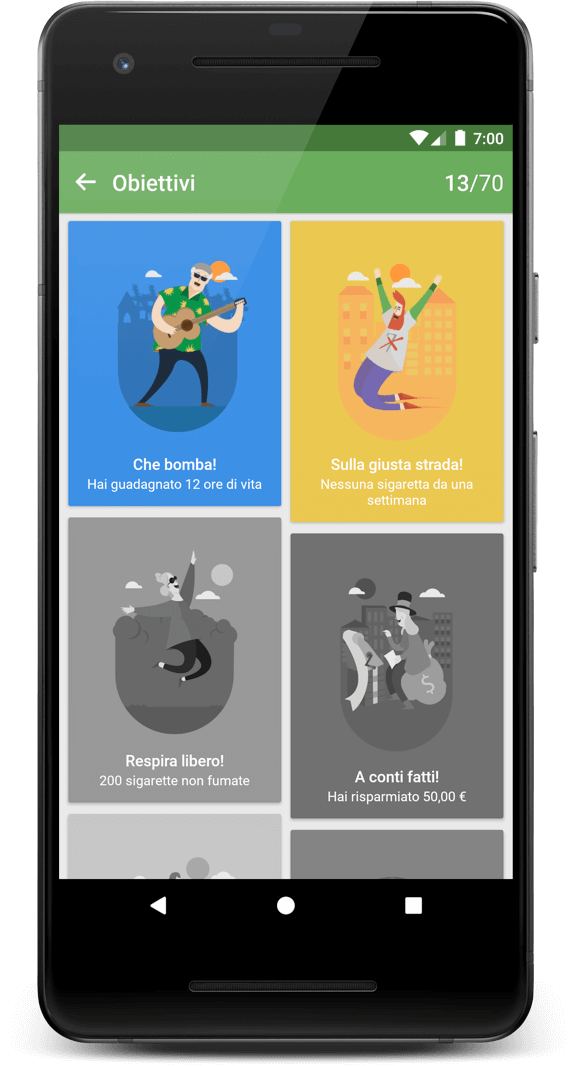 7:00
Obiettivi
13/70
Che bomba!
Hai guadagnato 12 ore di vita
Sulla giusta strada!
Nessuna sigaretta da una
settimana
Respira libero!
200 sigarette non fumate
A conti fatti!
Hai risparmiato 50,00 €